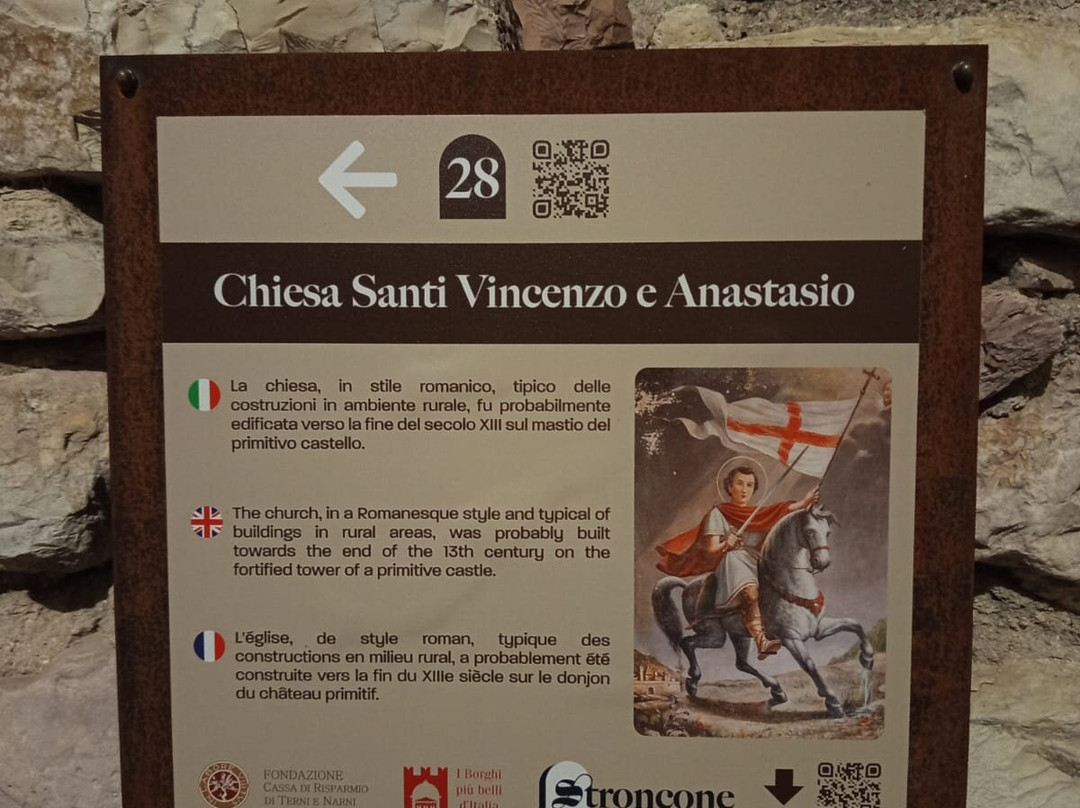 28
Chiesa Santi Vincenzo e Anastasio
La chiesa, in stile romanico, tipico delle
costruzioni in ambiente rurale, fu probabilmente
edificata verso la fine del secolo XIII sul mastio del
primitivo castello.
The church, in a Romanesque style and typical of
buildings in rural areas, was probably built
towards the end of the 13th century on the
fortified tower of a primitive castle.
L'église, de style roman, typique des
constructions en milieu rural, a probablement été
construite vers la fin du XIIIe siècle sur le donjon
du château primitif.
FONDAZIONE
CASSA DI RISPARMIO
DI TERNI E NARNI
I Borghi
più belli
d'Italia
Stroncone